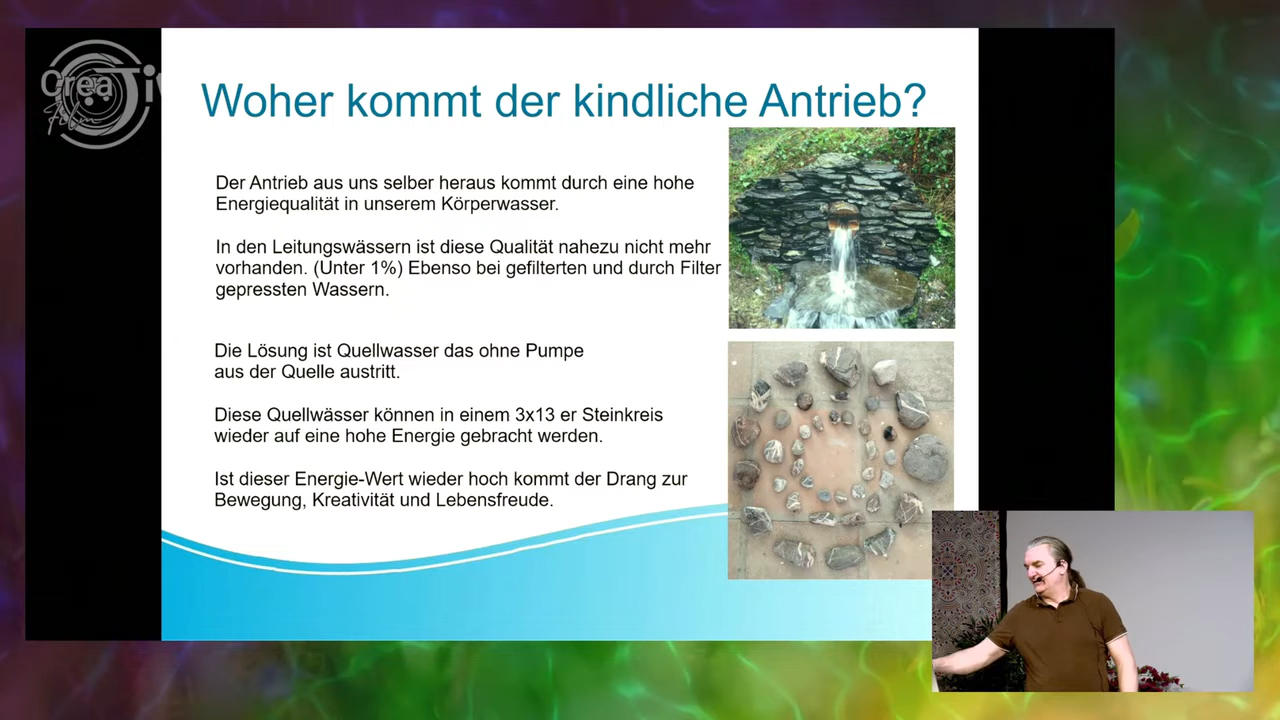 Crea
Film
Woher kommt der kindliche Antrieb?
Der Antrieb aus uns selber heraus kommt durch eine hohe
Energiequalität in unserem Körperwasser.
In den Leitungswässern ist diese Qualität nahezu nicht mehr
vorhanden. (Unter 1%) Ebenso bei gefilterten und durch Filter
gepressten Wassern.
Die Lösung ist Quellwasser das ohne Pumpe
aus der Quelle austritt.
Diese Quellwässer können in einem 3x13 er Steinkreis
wieder auf eine hohe Energie gebracht werden.
Ist dieser Energie-Wert wieder hoch kommt der Drang zur
Bewegung, Kreativität und Lebensfreude.